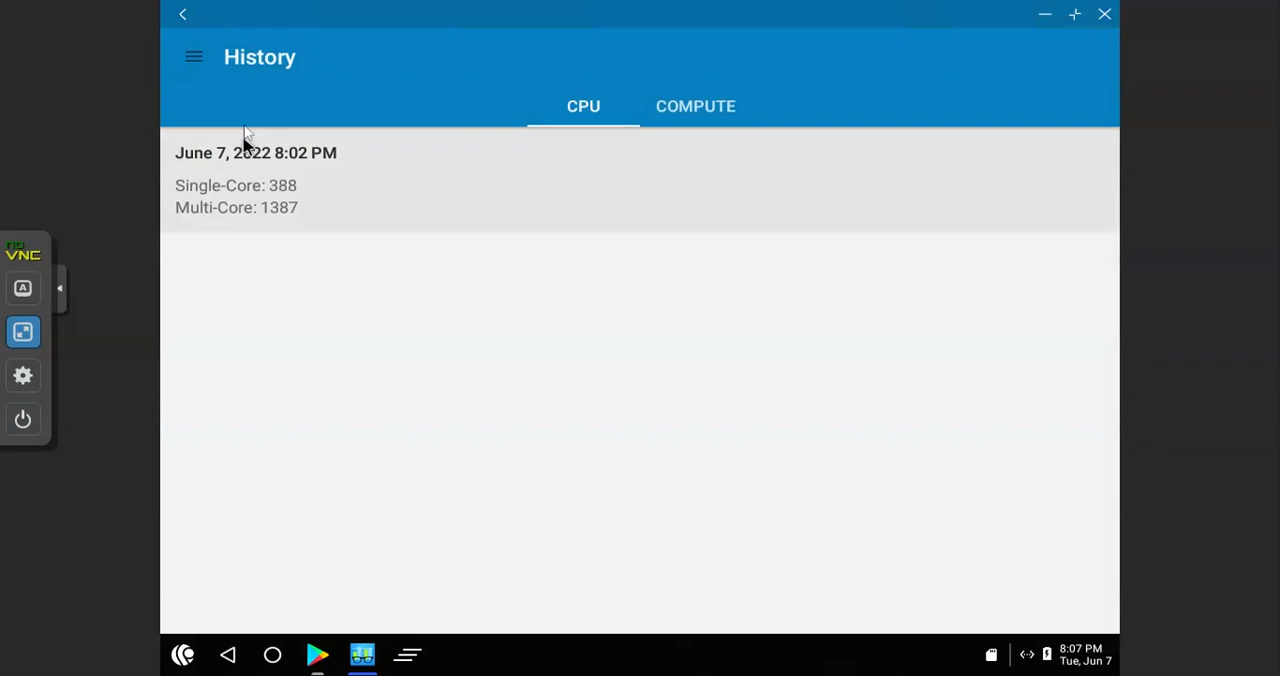 History
CPU
COMPUTE
June 7, 2022 8:02 PM
Single-Core: 388
Multi-Core: 1387
no
VNC
A
8:07 PM
Tue, Jun 7